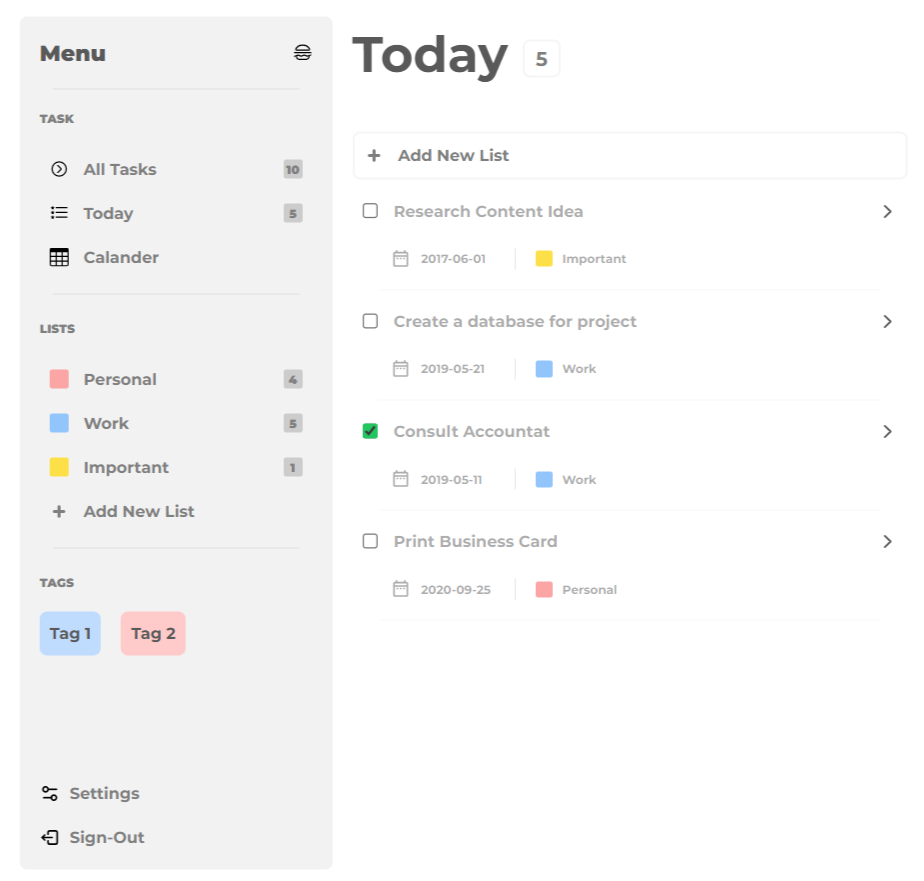 Menu
TASK
All Tasks 10
Today 5
Calander
LISTS
Personal 4
Work 5
Important 1
Add New List
TAGS
Tag 1 Tag 2
Settings
Sign-Out
Today 5
Add New List
Research Content Idea
2017-06-01 Important
Create a database for project
2019-05-21 Work
Consult Accountat
2019-05-11 Work
Print Business Card
2020-09-25 Personal